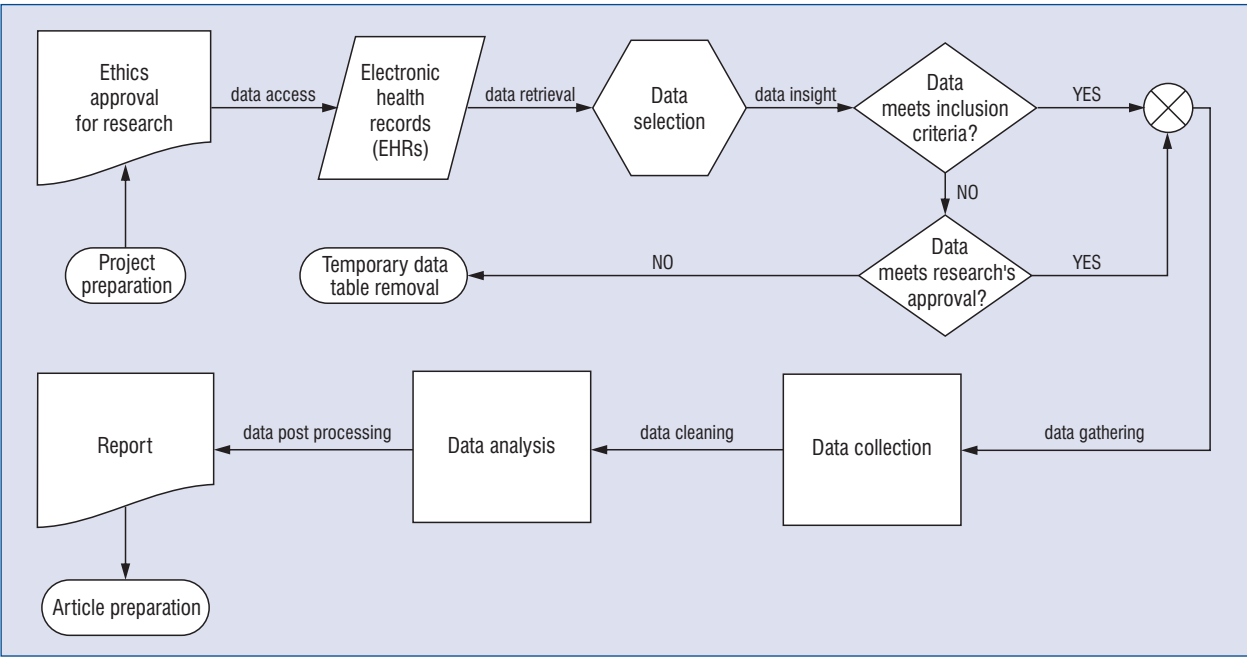 Ethics
approval
for research
data access
Electronic
health
records
(EHRs)
data retrieval
Data
selection
data insight
Data
meets inclusion
criteria?
YES
NO
Project
preparation
Temporary data
table removal
NO
Data
meets research's
approval?
YES
Report
data post processing
Data analysis
data cleaning
Data collection
data gathering
Article preparation